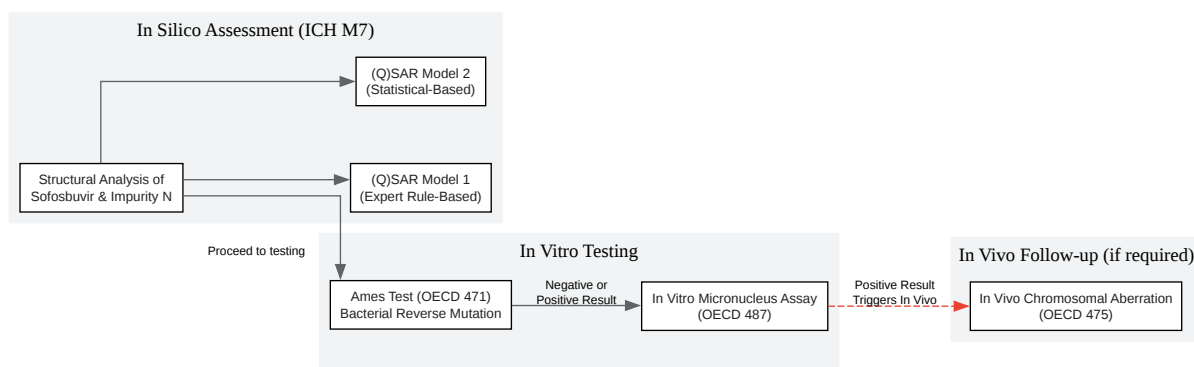 In Silico Assessment (ICH M7)
(Q)SAR Model 2
(Statistical-Based)
Structural Analysis of
Sofosbuvir & Impurity N
(Q)SAR Model 1
(Expert Rule-Based)
Proceed to testing
In Vitro Testing
Ames Test (OECD 471)
Bacterial Reverse Mutation
Negative or
Positive Result
In Vitro Micronucleus Assay
(OECD 487)
Positive Result
Triggers In Vivo
In Vivo Follow-up (if required)
In Vivo Chromosomal Aberration
(OECD 475)